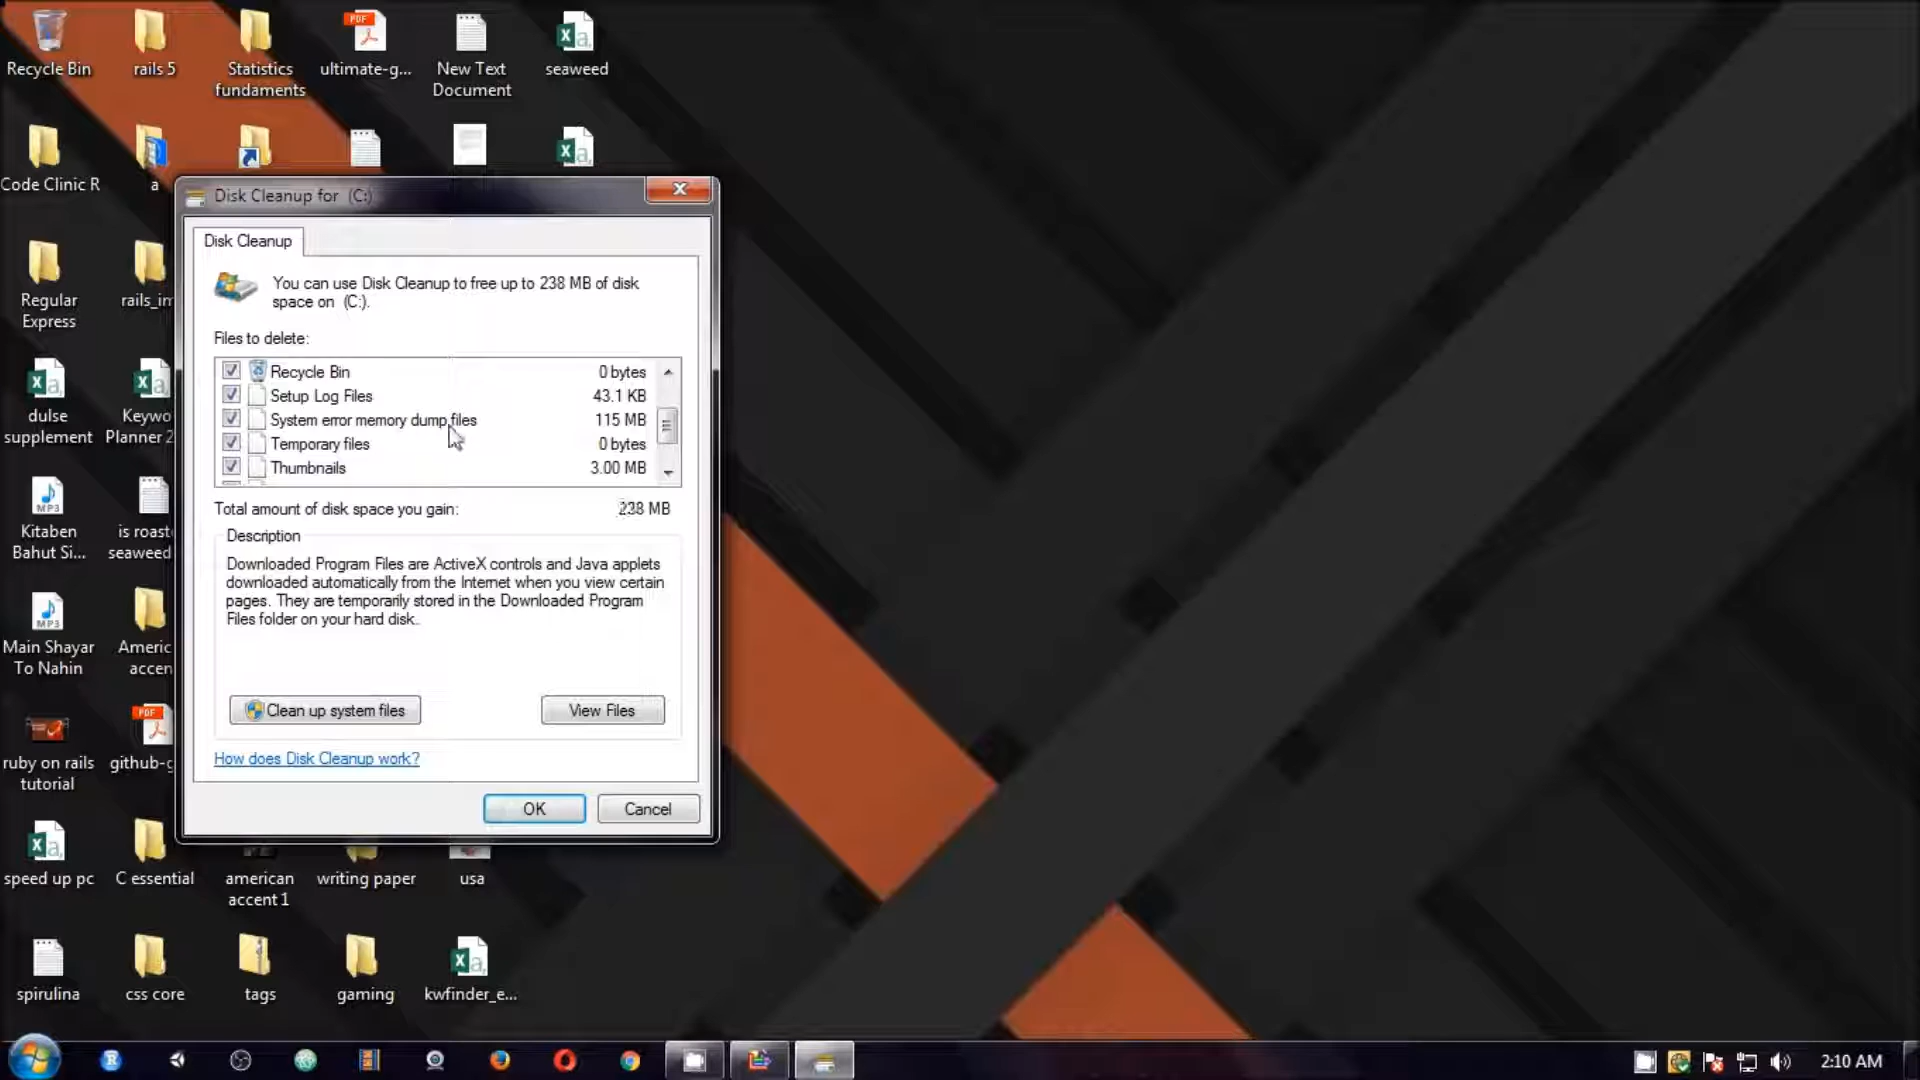 Recycle Bin
rails 5
Statistics
fundaments
ultimate-g...
New Text
Document
seaweed
Code Clinic R
a
Disk Cleanup for (C:)
Disk Cleanup
You can use Disk Cleanup to free up to 238 MB of disk
space on (C:).
Files to delete:
Recycle Bin 0 bytes
Setup Log Files 43.1 KB
System error memory dump files 115 MB
Temporary files 0 bytes
Thumbnails 3.00 MB
Total amount of disk space you gain: 238 MB
Description
Downloaded Program Files are ActiveX controls and Java applets
downloaded automatically from the Internet when you view certain
pages. They are temporarily stored in the Downloaded Program
Files folder on your hard disk.
Clean up system files
View Files
How does Disk Cleanup work?
OK
Cancel
Regular
Express
rails_in
dulse
supplement
Keywo
Planner 2
Kitaben
Bahut Si...
is roast
seaweed
Main Shayar
To Nahin
Americ
accen
ruby on rails
tutorial
github-g
speed up pc
C essential
american
accent 1
writing paper
usa
spirulina
css core
tags
gaming
kwfinder_e...
2:10 AM